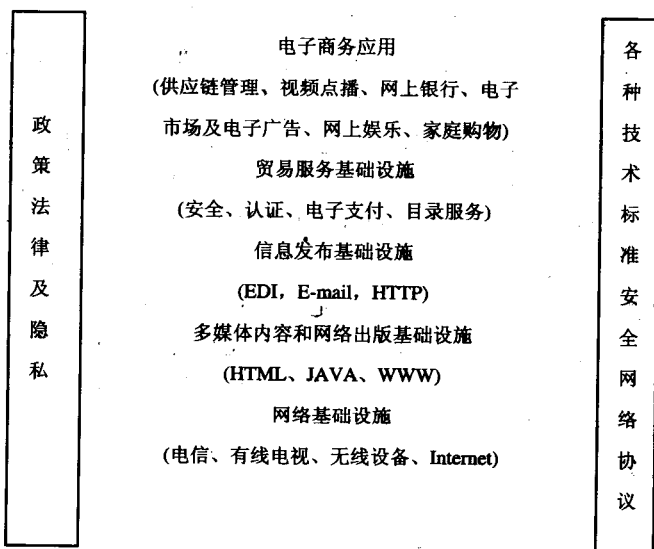 政策法律及隐私
电子商务应用
(供应链管理、视频点播、网上银行、电子
市场及电子广告、网上娱乐、家庭购物)
贸易服务基础设施
(安全、认证、电子支付、目录服务)
信息发布基础设施
(EDI，E-mail，HTTP)
多媒体内容和网络出版基础设施
(HTML、JAVA、WWW)
网络基础设施
(电信、有线电视、无线设备、Internet)
各种技术标准安全网络协议